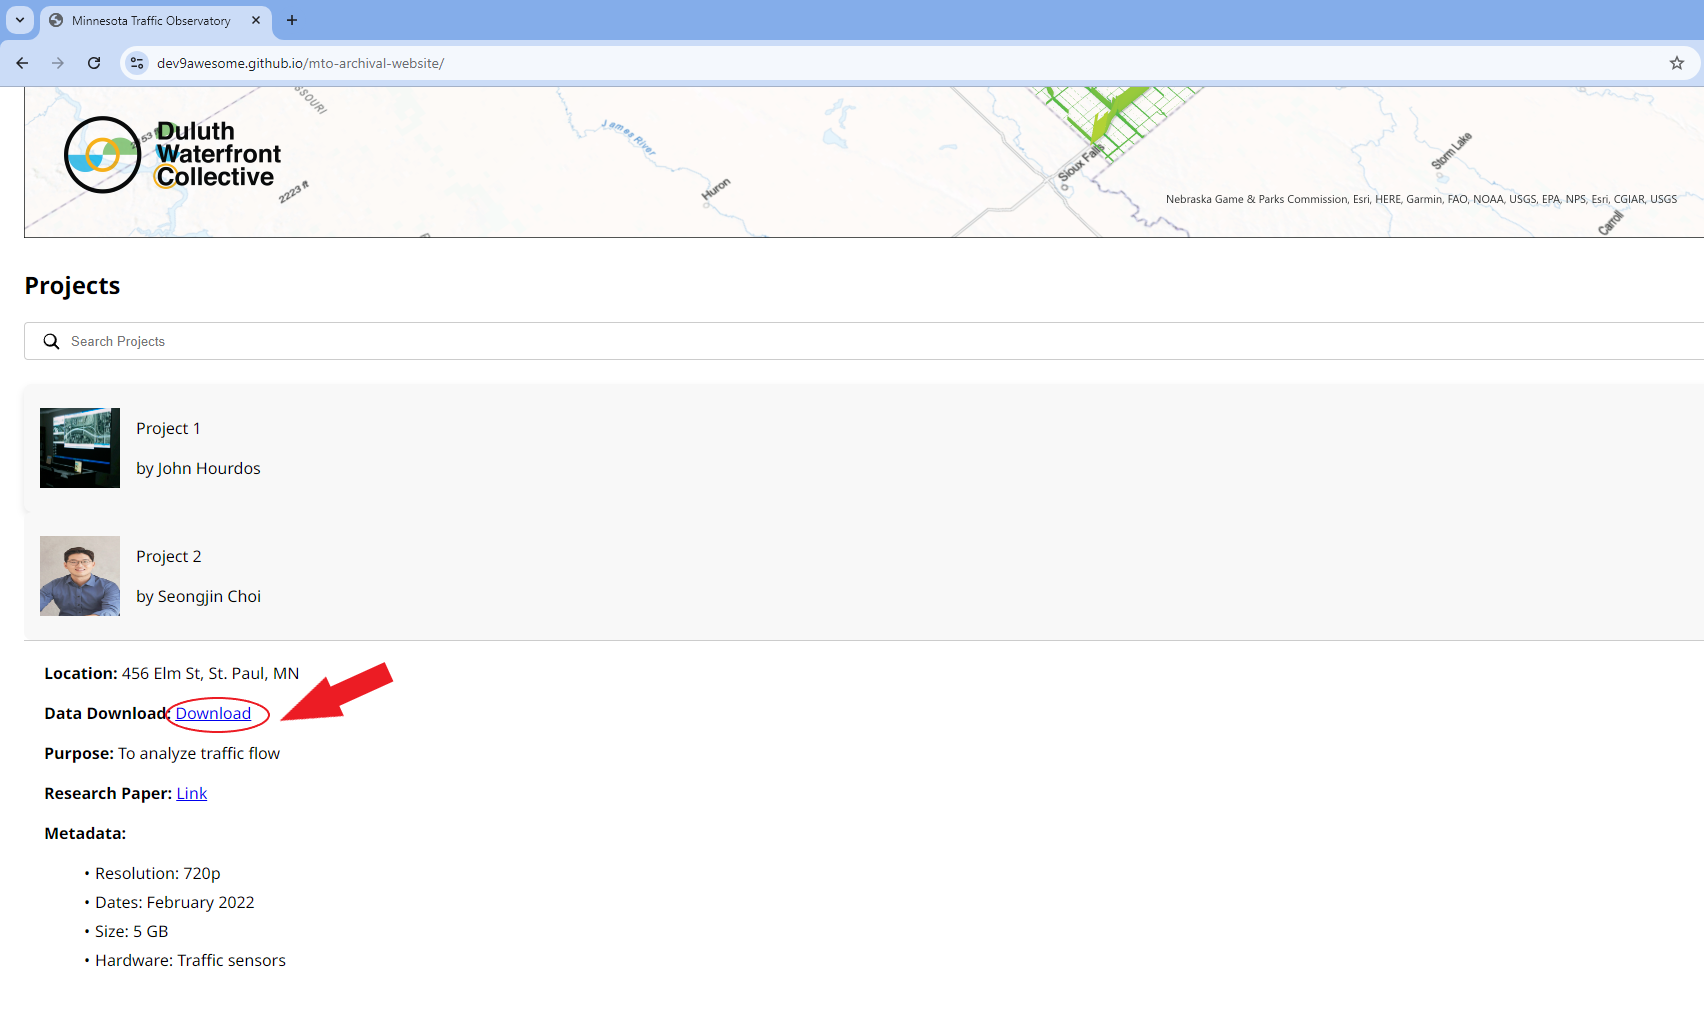 Minnesota Traffic Observatory
dev9awesome.github.io/mto-archival-website/
SSOURI
53 ft
Duluth
Waterfront
Collective
2223 ft
James River
Huron
Sioux Falls
Storm Lake
Carroll
Nebraska Game & Parks Commission, Esri, HERE, Garmin, FAO, NOAA, USGS, EPA, NPS, Esri, CGIAR, USGS
Projects
Search Projects
Project 1
by John Hourdos
Project 2
by Seongjin Choi
Location: 456 Elm St, St. Paul, MN
Data Download: Download
Purpose: To analyze traffic flow
Research Paper: Link
Metadata:
• Resolution: 720p
• Dates: February 2022
• Size: 5 GB
• Hardware: Traffic sensors